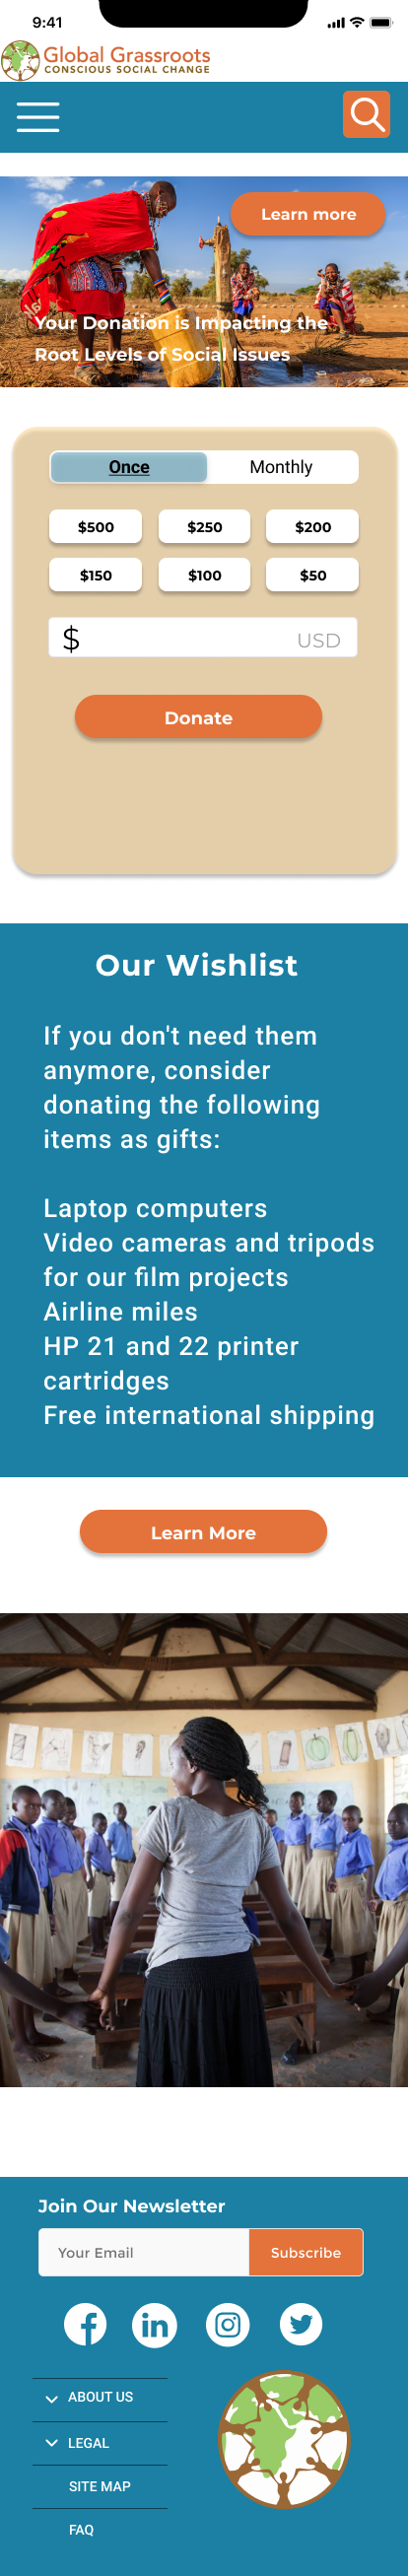 9:41
Global Grassroots
CONSCIOUS SOCIAL CHANGE
Learn more
Your Donation is Impacting the
Root Levels of Social Issues
Once Monthly
$500 $250 $200
$150 $100 $50
$ USD
Donate
Our Wishlist
If you don't need them
anymore, consider
donating the following
items as gifts:
Laptop computers
Video cameras and tripods
for our film projects
Airline miles
HP 21 and 22 printer
cartridges
Free international shipping
Learn More
Join Our Newsletter
Your Email Subscribe
ABOUT US
LEGAL
SITE MAP
FAQ